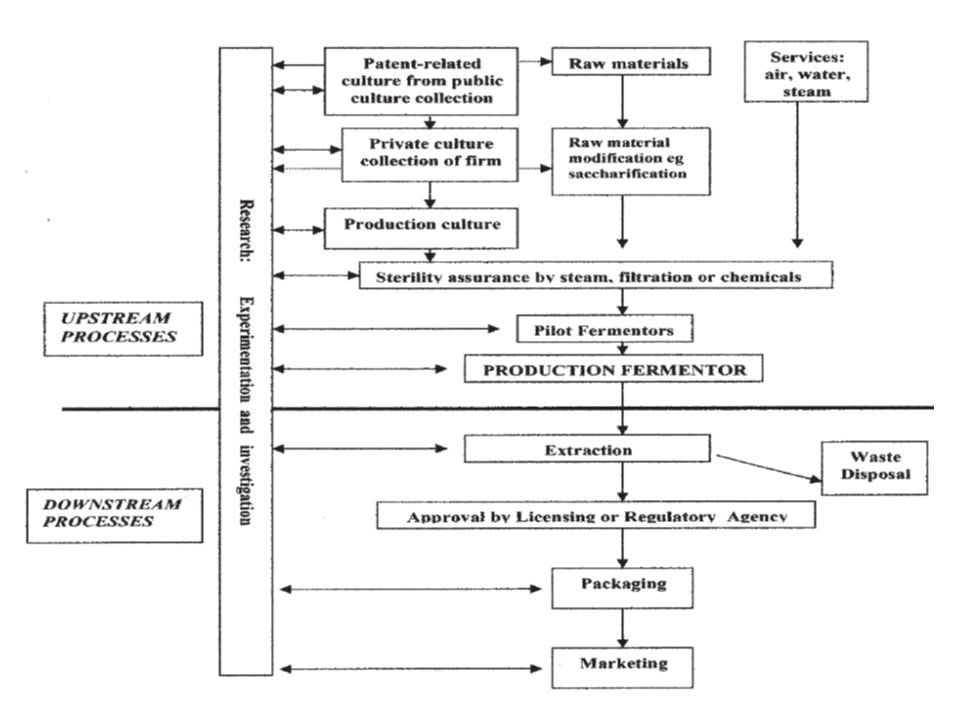 Patent-related
culture from public
culture collection
Raw materials
Services:
air, water,
steam
Private culture
collection of firm
Raw material
modification eg
saccharification
Production culture
Sterility assurance by steam, filtration or chemicals
Research: Experimentation and investigation
UPSTREAM
PROCESSES
Pilot Fermentors
PRODUCTION FERMENTOR
Extraction
Waste
Disposal
DOWNSTREAM
PROCESSES
Approval by Licensing or Regulatory Agency
Packaging
Marketing